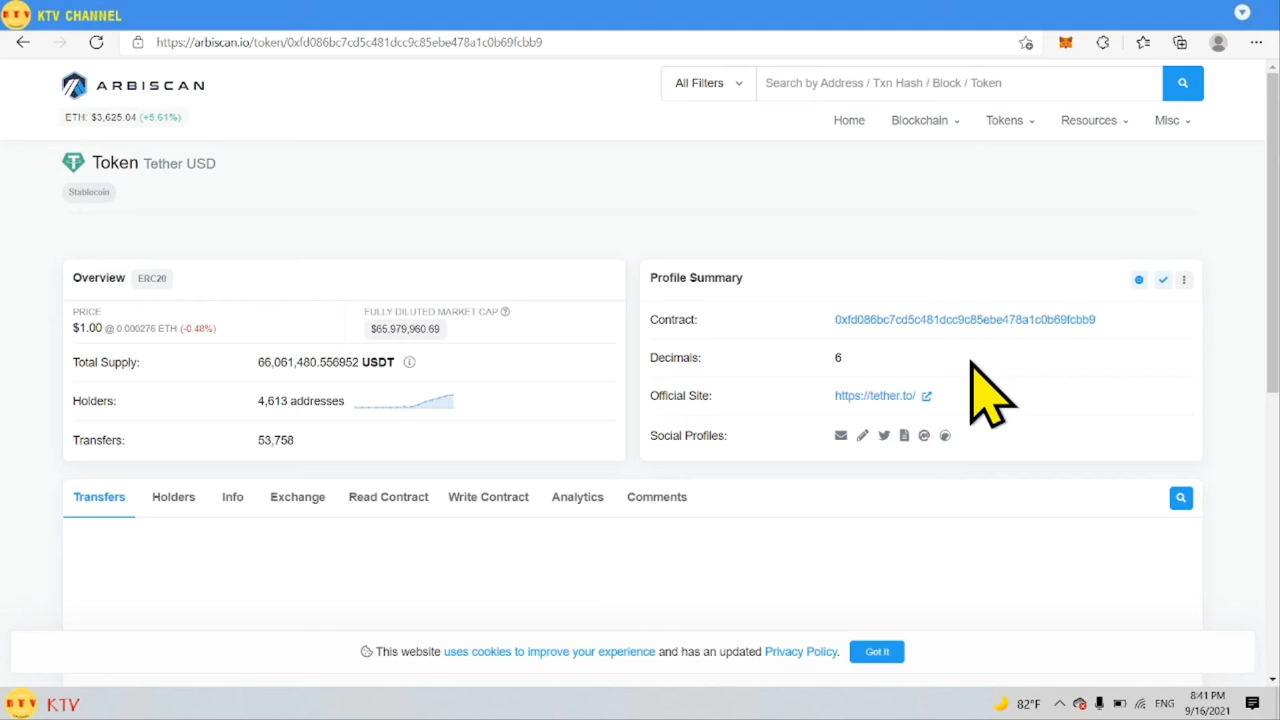 KTV KTV CHANNEL
https://arbiscan.io/token/0xfd086bc7cd5c481dcc9c85ebe478a1c0b69fcbb9
ARBISCAN
All Filters
Search by Address / Txn Hash / Block / Token
ETH: $3,625.04 (+5.61%)
Home Blockchain Tokens Resources Misc
Token Tether USD
Stablecoin
Overview ERC20
PRICE
$1.00 @ 0.000276 ETH (-0.48%)
FULLY DILUTED MARKET CAP
$65,979,960.69
Total Supply: 66,061,480.556952 USDT
Holders: 4,613 addresses
Transfers: 53,758
Profile Summary
Contract: 0xfd086bc7cd5c481dcc9c85ebe478a1c0b69fcbb9
Decimals: 6
Official Site: https://tether.to/
Social Profiles:
Transfers Holders Info Exchange Read Contract Write Contract Analytics Comments
This website uses cookies to improve your experience and has an updated Privacy Policy. Got It
KTV KTV
82°F ENG
8:41 PM
9/16/2021